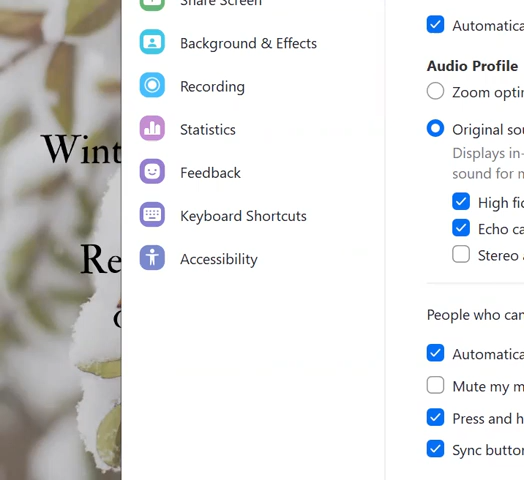 Share Screen
Background & Effects
Recording
Statistics
Feedback
Keyboard Shortcuts
Accessibility
Wint
Re
Automatica
Audio Profile
Zoom optim
Original sou
Displays in-
sound for m
High fid
Echo ca
Stereo a
People who can
Automatica
Mute my m
Press and h
Sync button